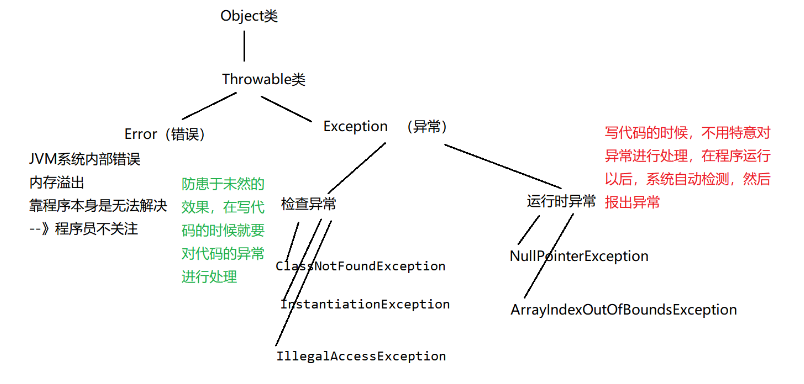 Object类
Throwable类
Error（错误）
Exception （异常）
JVM系统内部错误
内存溢出
靠程序本身是无法解决
--》程序员不关注
防患于未然的
效果，在写代
码的时候就要
对代码的异常
进行处理
检查异常
ClassNotFoundException
InstantiationException
IllegalAccessException
写代码的时候，不用特意对
异常进行处理，在程序运行
以后，系统自动检测，然后
报出异常
运行时异常
NullPointerException
ArrayIndexOutOfBoundsException